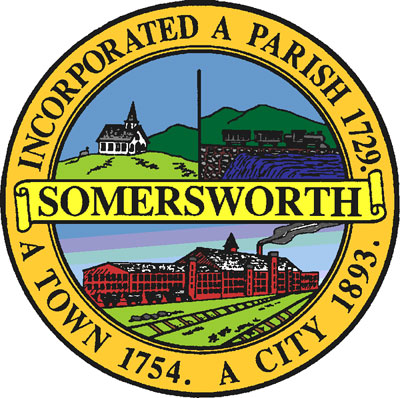 INCORPORATED A PARISH 1729.
SOMERSWORTH
A TOWN 1754. A CITY 1893.